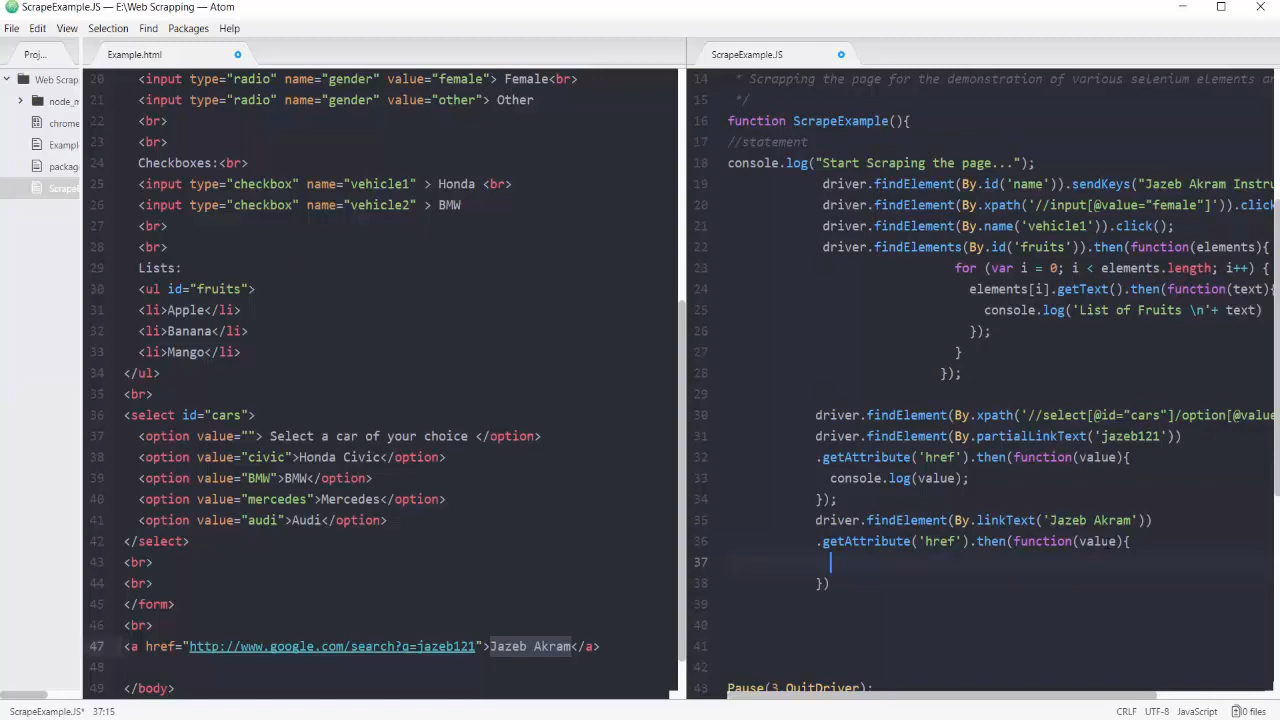 ScrapeExample.JS — E:\Web Scrapping — Atom
File Edit View Selection Find Packages Help
Proj...
Example.html
ScrapeExample.JS
Web Scrap
node_m
chrome
Example
packag
ScrapeE
20 <input type="radio" name="gender" value="female"> Female<br>
21 <input type="radio" name="gender" value="other"> Other
22 <br>
23 <br>
24 Checkboxes:<br>
25 <input type="checkbox" name="vehicle1" > Honda <br>
26 <input type="checkbox" name="vehicle2" > BMW
27 <br>
28 <br>
29 Lists:
30 <ul id="fruits">
31 <li>Apple</li>
32 <li>Banana</li>
33 <li>Mango</li>
34 </ul>
35 <br>
36 <select id="cars">
37 <option value=""> Select a car of your choice </option>
38 <option value="civic">Honda Civic</option>
39 <option value="BMW">BMW</option>
40 <option value="mercedes">Mercedes</option>
41 <option value="audi">Audi</option>
42 </select>
43 <br>
44 <br>
45 </form>
46 <br>
47 <a href="http://www.google.com/search?q=jazeb121">Jazeb Akram</a>
48
49 </body>
14 * Scrapping the page for the demonstration of various selenium elements a
15 */
16 function ScrapeExample(){
17 //statement
18 console.log("Start Scraping the page...");
19 driver.findElement(By.id('name')).sendKeys("Jazeb Akram Instru
20 driver.findElement(By.xpath('//input[@value="female"]')).click
21 driver.findElement(By.name('vehicle1')).click();
22 driver.findElements(By.id('fruits')).then(function(elements){
23 for (var i = 0; i < elements.length; i++) {
24 elements[i].getText().then(function(text){
25 console.log('List of Fruits \n'+ text)
26 });
27 }
28 });
29
30 driver.findElement(By.xpath('//select[@id="cars"]/option[@value
31 driver.findElement(By.partialLinkText('jazeb121'))
32 .getAttribute('href').then(function(value){
33 console.log(value);
34 });
35 driver.findElement(By.linkText('Jazeb Akram'))
36 .getAttribute('href').then(function(value){
37
38 })
39
40
41
42
43 Pause(3,QuitDriver);
ScrapeExample.JS* 37:15
CRLF UTF-8 JavaScript 0 files